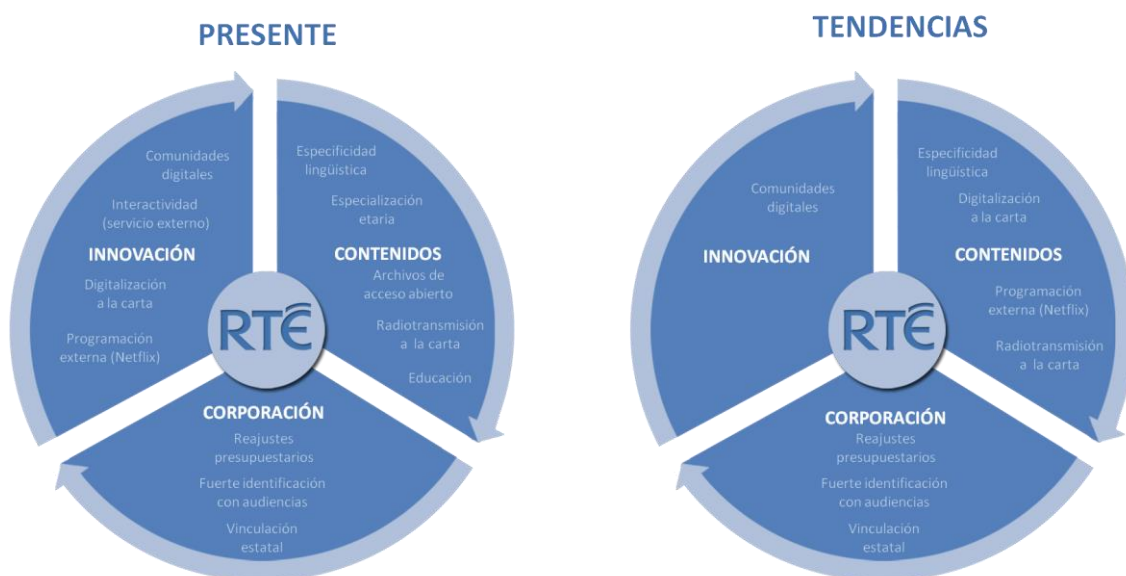 PRESENTE
Comunidades
digitales
Interactividad
(servicio externo)
INNOVACIÓN
Digitalización
a la carta
Programación
externa (Netflix)
Especificidad
lingüística
Especialización
etaria
CONTENIDOS
Archivos de
acceso abierto
Radiotransmisión
a la carta
Educación
RTÉ
CORPORACIÓN
Reajustes
presupuestarios
Fuerte identificación
con audiencias
Vinculación
estatal
TENDENCIAS
Comunidades
digitales
INNOVACIÓN
Especificidad
lingüística
Digitalización
a la carta
CONTENIDOS
Programación
externa (Netflix)
Radiotransmisión
a la carta
RTÉ
CORPORACIÓN
Reajustes
presupuestarios
Fuerte identificación
con audiencias
Vinculación
estatal